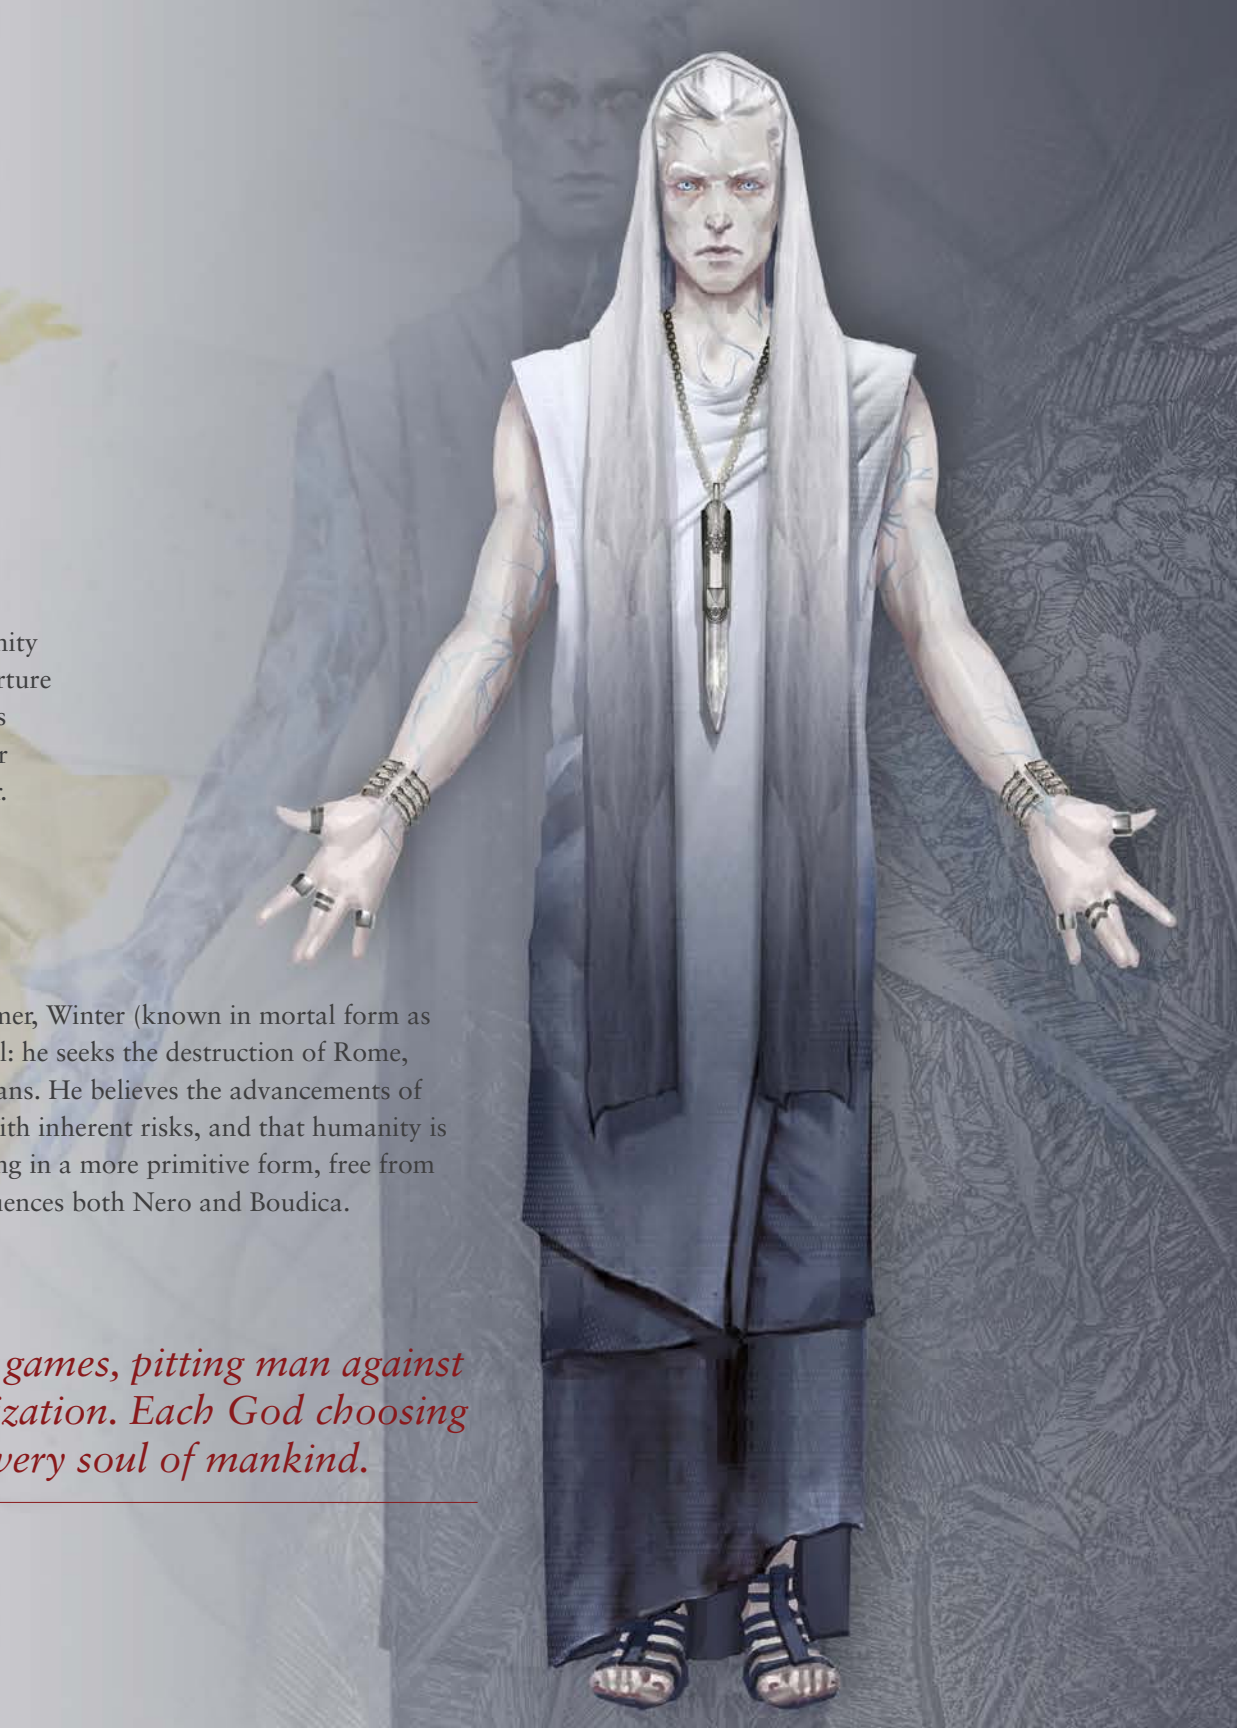 nity
rture
s
r
r.
ner, Winter (known in mortal form as
l: he seeks the destruction of Rome,
ans. He believes the advancements of
ith inherent risks, and that humanity is
ng in a more primitive form, free from
uences both Nero and Boudica.
games, pitting man against
ization. Each God choosing
very soul of mankind.